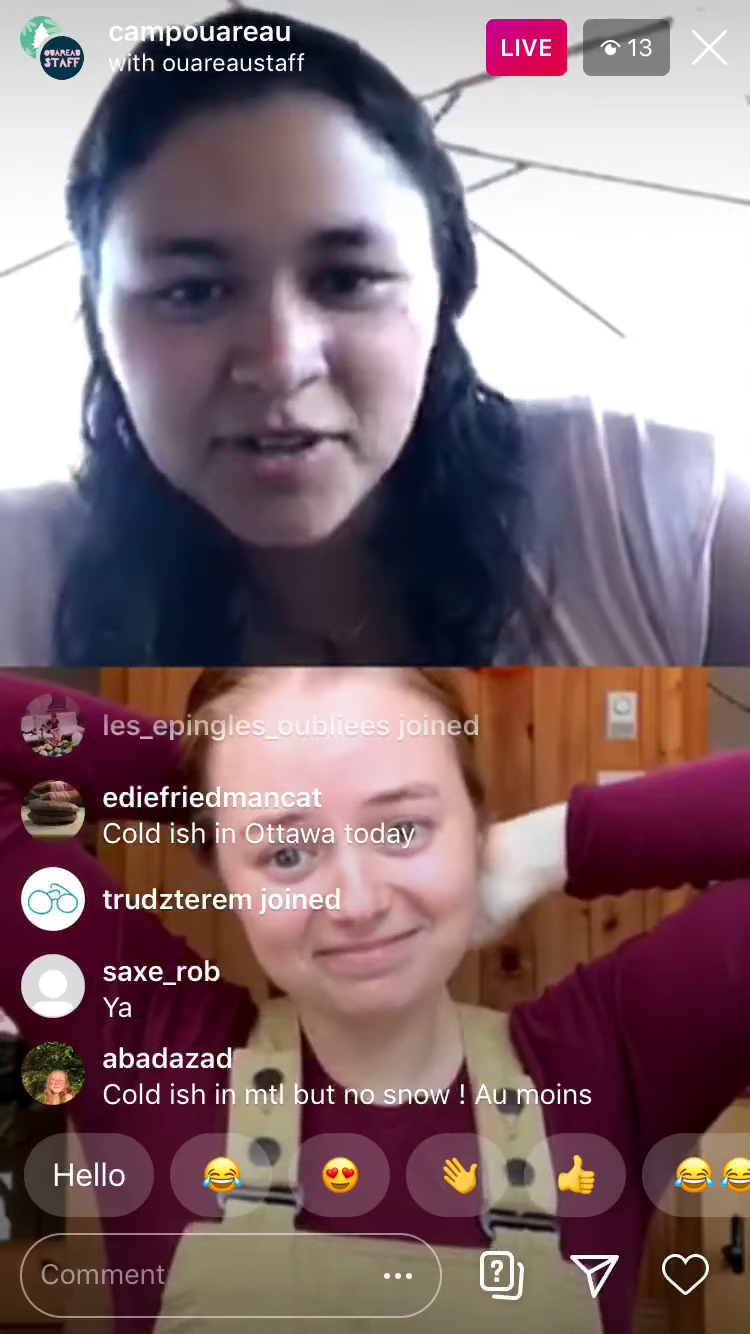 campouareau
with ouareaustaff
OUAREAU
STAFF
LIVE
13
les_epingles_oubliees joined
ediefriedmancat
Cold ish in Ottawa today
trudzterem joined
saxe_rob
Ya
abadazad
Cold ish in mtl but no snow ! Au moins
Hello
Comment